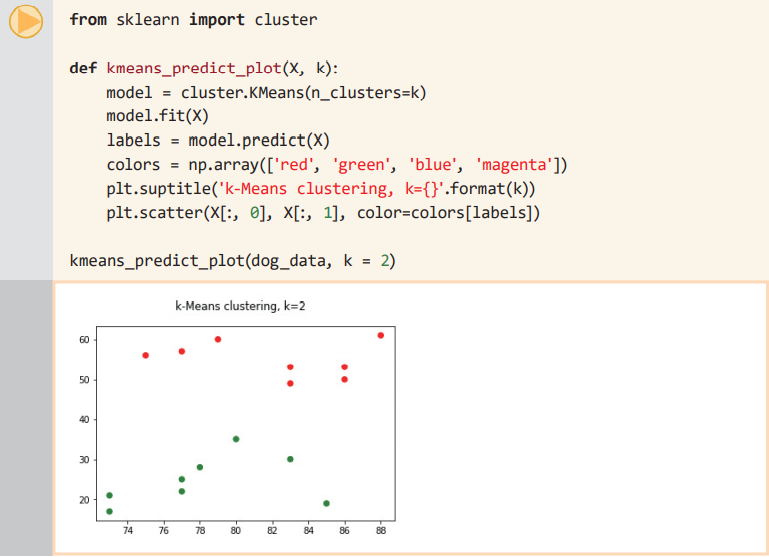 from sklearn import cluster
def kmeans_predict_plot(X, k):
model = cluster.KMeans(n_clusters=k)
model.fit(X)
labels = model.predict(X)
colors = np.array(['red', 'green', 'blue', 'magenta'])
plt.suptitle('k-Means clustering, k={}'.format(k))
plt.scatter(X[:, 0], X[:, 1], color=colors[labels])
kmeans_predict_plot(dog_data, k = 2)
k-Means clustering, k=2
60
50
40
30
20
74 76 78 80 82 84 86 88